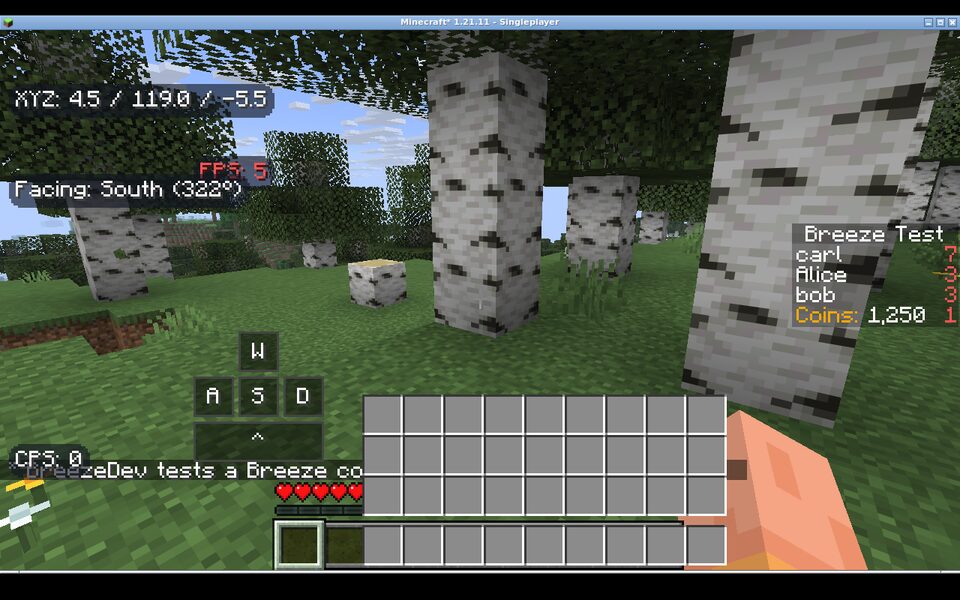 Minecraft* 1.21.11 - Singleplayer
XYZ: 4.5 / 119.0 / -5.5
FPS: 5
Facing: South (322°)
Breeze Test
carl 7
Alice 3
bob 3
Coins: 1,250 1
W
A S D
^
CPS: 0
BreezeDev tests a Breeze co